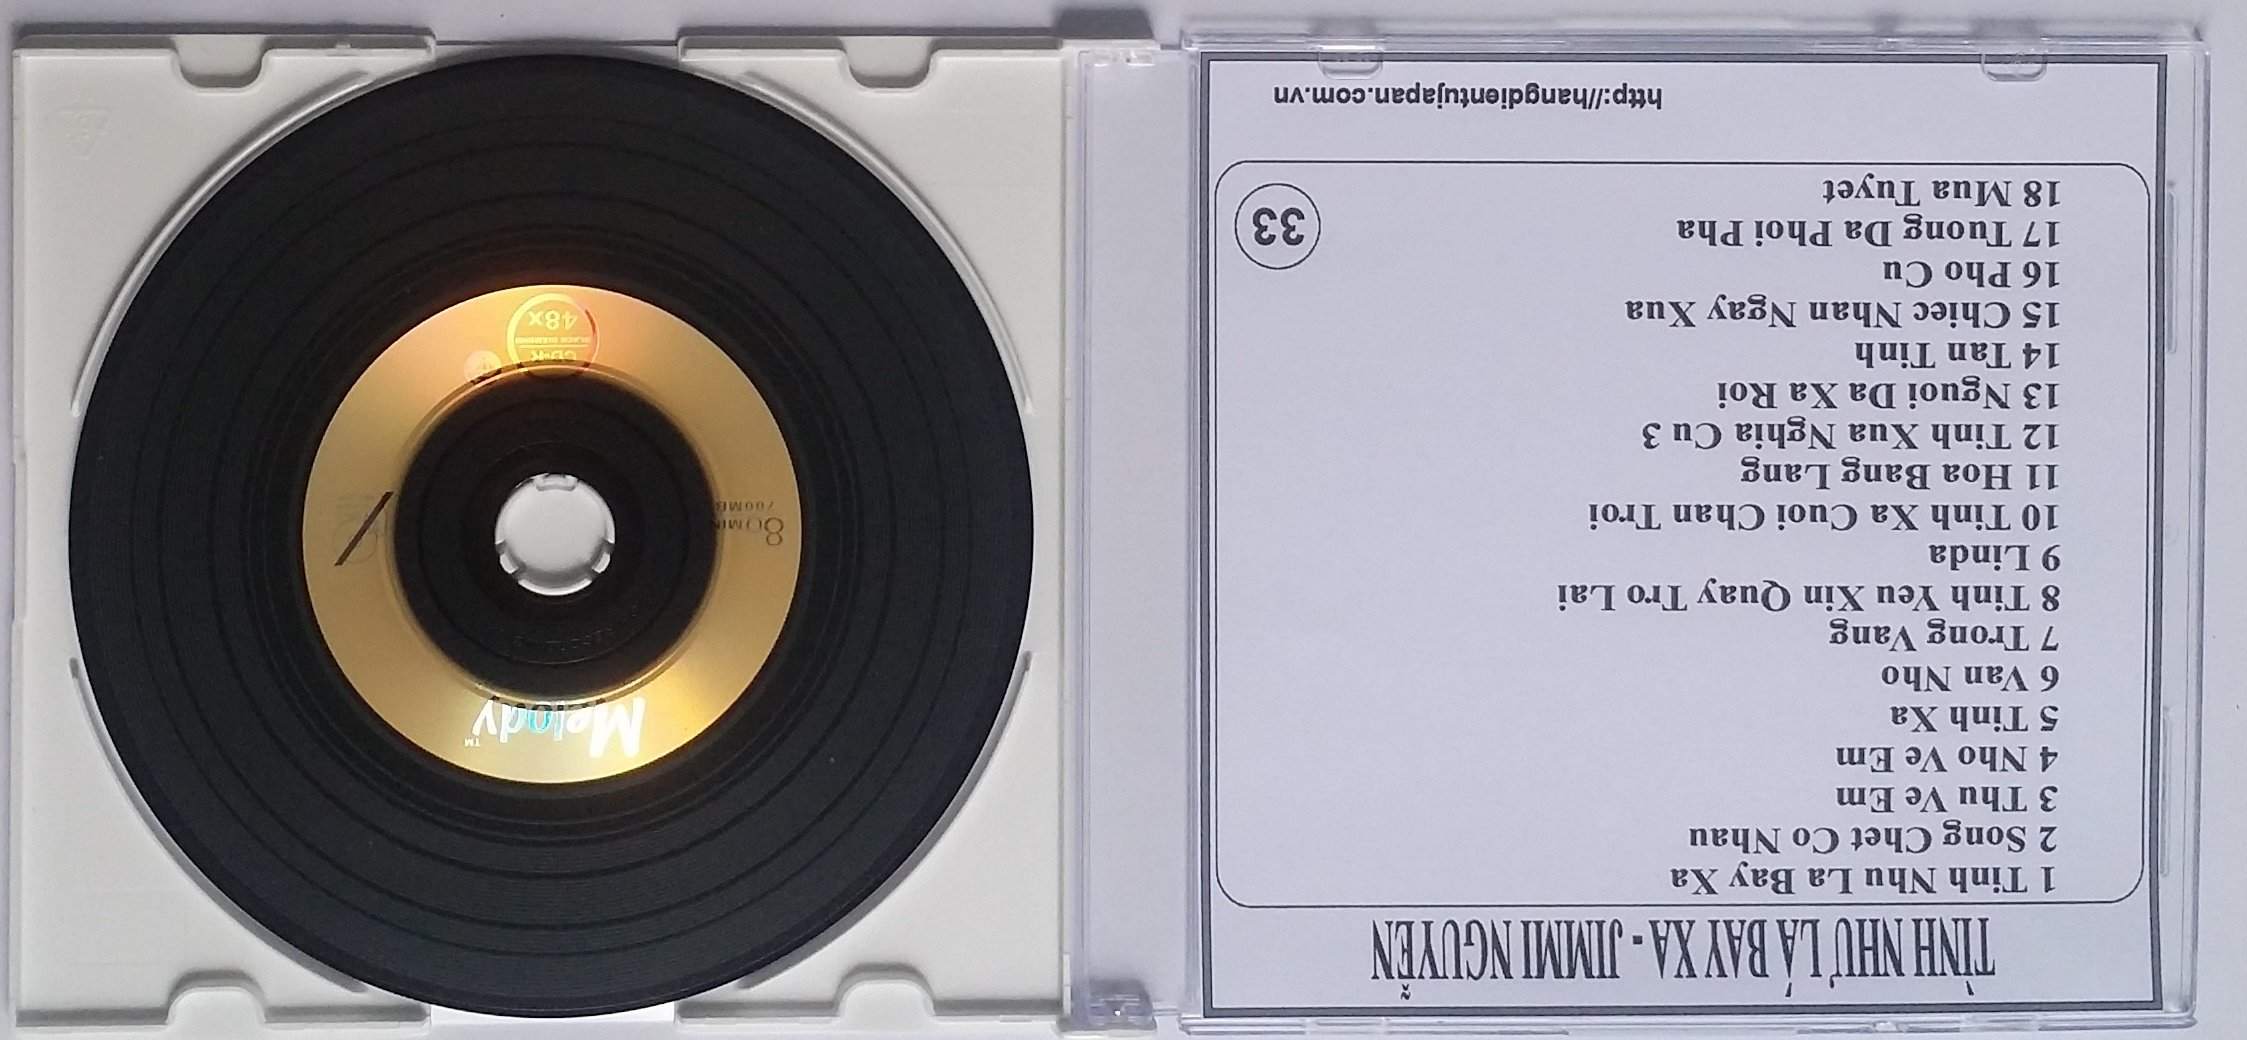 TÌNH NHƯ LÁ BAY XA - JIMMI NGUYỄN
1 Tinh Nhu La Bay Xa
2 Song Chet Co Nhau
3 Thu Ve Em
4 Nho Ve Em
5 Tinh Xa
6 Van Nho
7 Trong Vang
8 Tinh Yeu Xin Quay Tro Lai
9 Linda
10 Tinh Xa Cuoi Chan Troi
11 Hoa Bang Lang
12 Tinh Xua Nghia Cu 3
13 Nguoi Da Xa Roi
14 Tan Tinh
15 Chiec Nhan Ngay Xua
16 Pho Cu
17 Tuong Da Phoi Pha
18 Mua Tuyet
33
http://hangdientujapan.com.vn
Melody™
80MIN
700MB
CD-R
48x